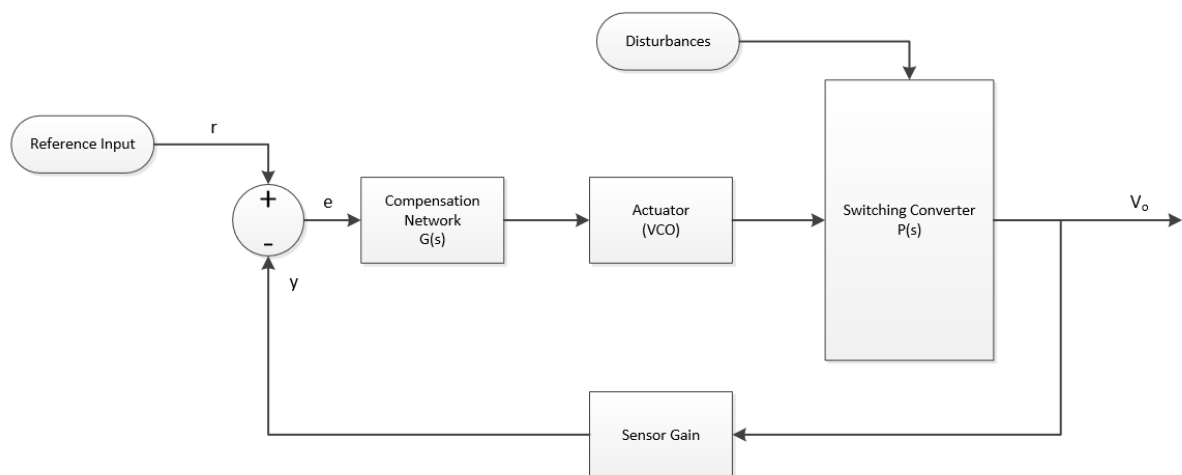 Disturbances
r
Reference Input
+
-
e
Compensation
Network
G(s)
Actuator
(VCO)
Switching Converter
P(s)
Vₒ
y
Sensor Gain